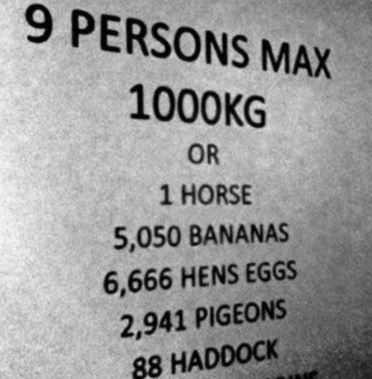 9 PERSONS MAX
1000KG
OR
1 HORSE
5,050 BANANAS
6,666 HENS EGGS
2,941 PIGEONS
88 HADDOCK